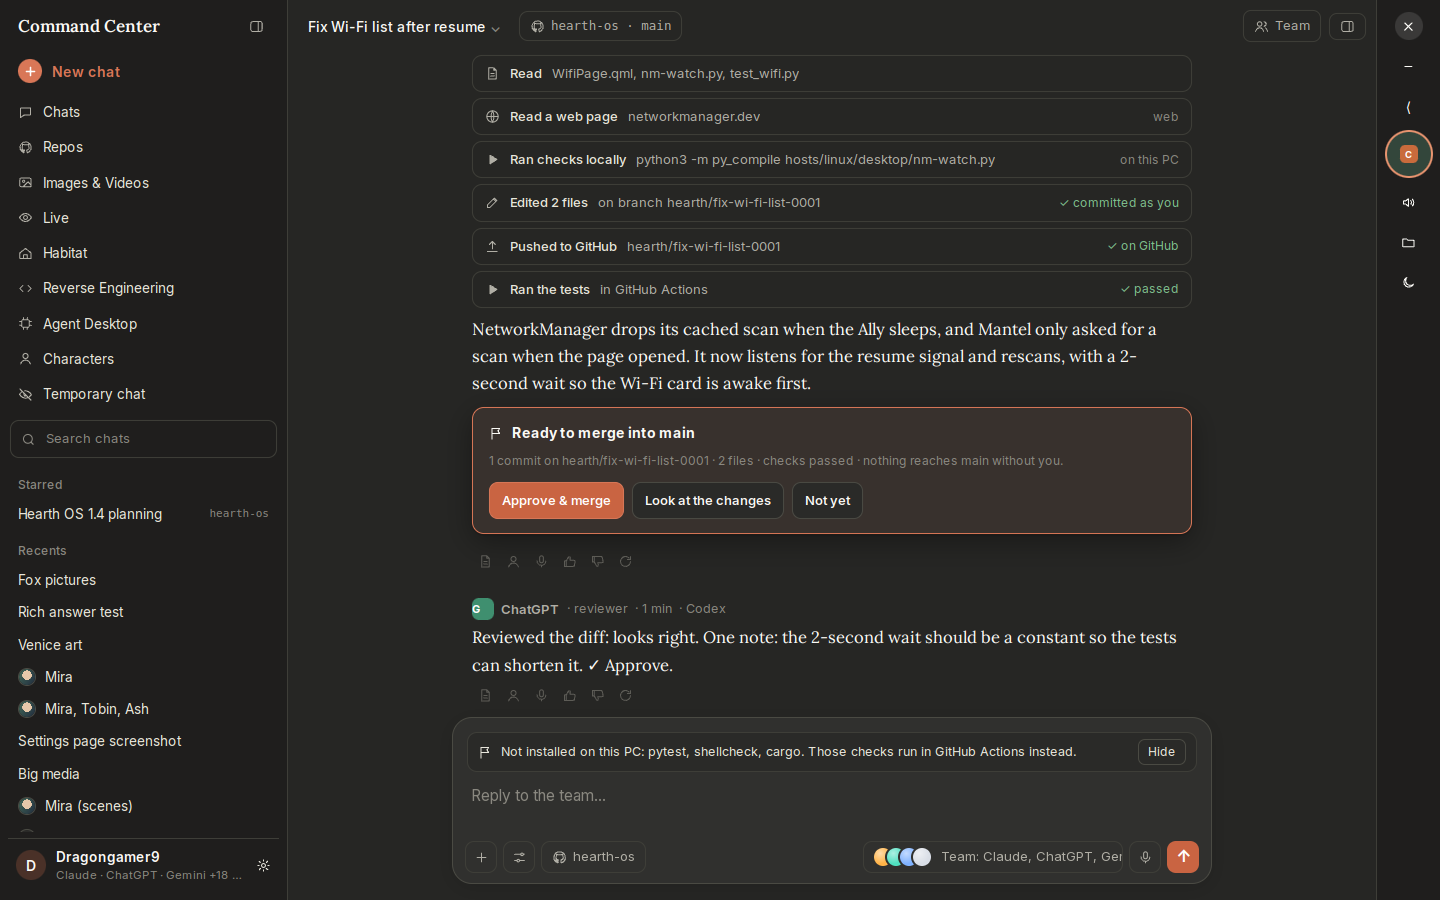 Command Center
New chat
Chats
Repos
Images & Videos
Live
Habitat
Reverse Engineering
Agent Desktop
Characters
Temporary chat
Search chats
Starred
Hearth OS 1.4 planning hearth-os
Recents
Fox pictures
Rich answer test
Venice art
Mira
Mira, Tobin, Ash
Settings page screenshot
Big media
Mira (scenes)
D
Dragongamer9
Claude · ChatGPT · Gemini +18 ...
Fix Wi-Fi list after resume
hearth-os · main
Team
Read WifiPage.qml, nm-watch.py, test_wifi.py
Read a web page networkmanager.dev web
Ran checks locally python3 -m py_compile hosts/linux/desktop/nm-watch.py on this PC
Edited 2 files on branch hearth/fix-wi-fi-list-0001 ✓ committed as you
Pushed to GitHub hearth/fix-wi-fi-list-0001 ✓ on GitHub
Ran the tests in GitHub Actions ✓ passed
NetworkManager drops its cached scan when the Ally sleeps, and Mantel only asked for a
scan when the page opened. It now listens for the resume signal and rescans, with a 2-
second wait so the Wi-Fi card is awake first.
Ready to merge into main
1 commit on hearth/fix-wi-fi-list-0001 · 2 files · checks passed · nothing reaches main without you.
Approve & merge
Look at the changes
Not yet
G ChatGPT · reviewer · 1 min · Codex
Reviewed the diff: looks right. One note: the 2-second wait should be a constant so the tests
can shorten it. ✓ Approve.
Not installed on this PC: pytest, shellcheck, cargo. Those checks run in GitHub Actions instead.
Hide
Reply to the team...
hearth-os
Team: Claude, ChatGPT, Ger
C